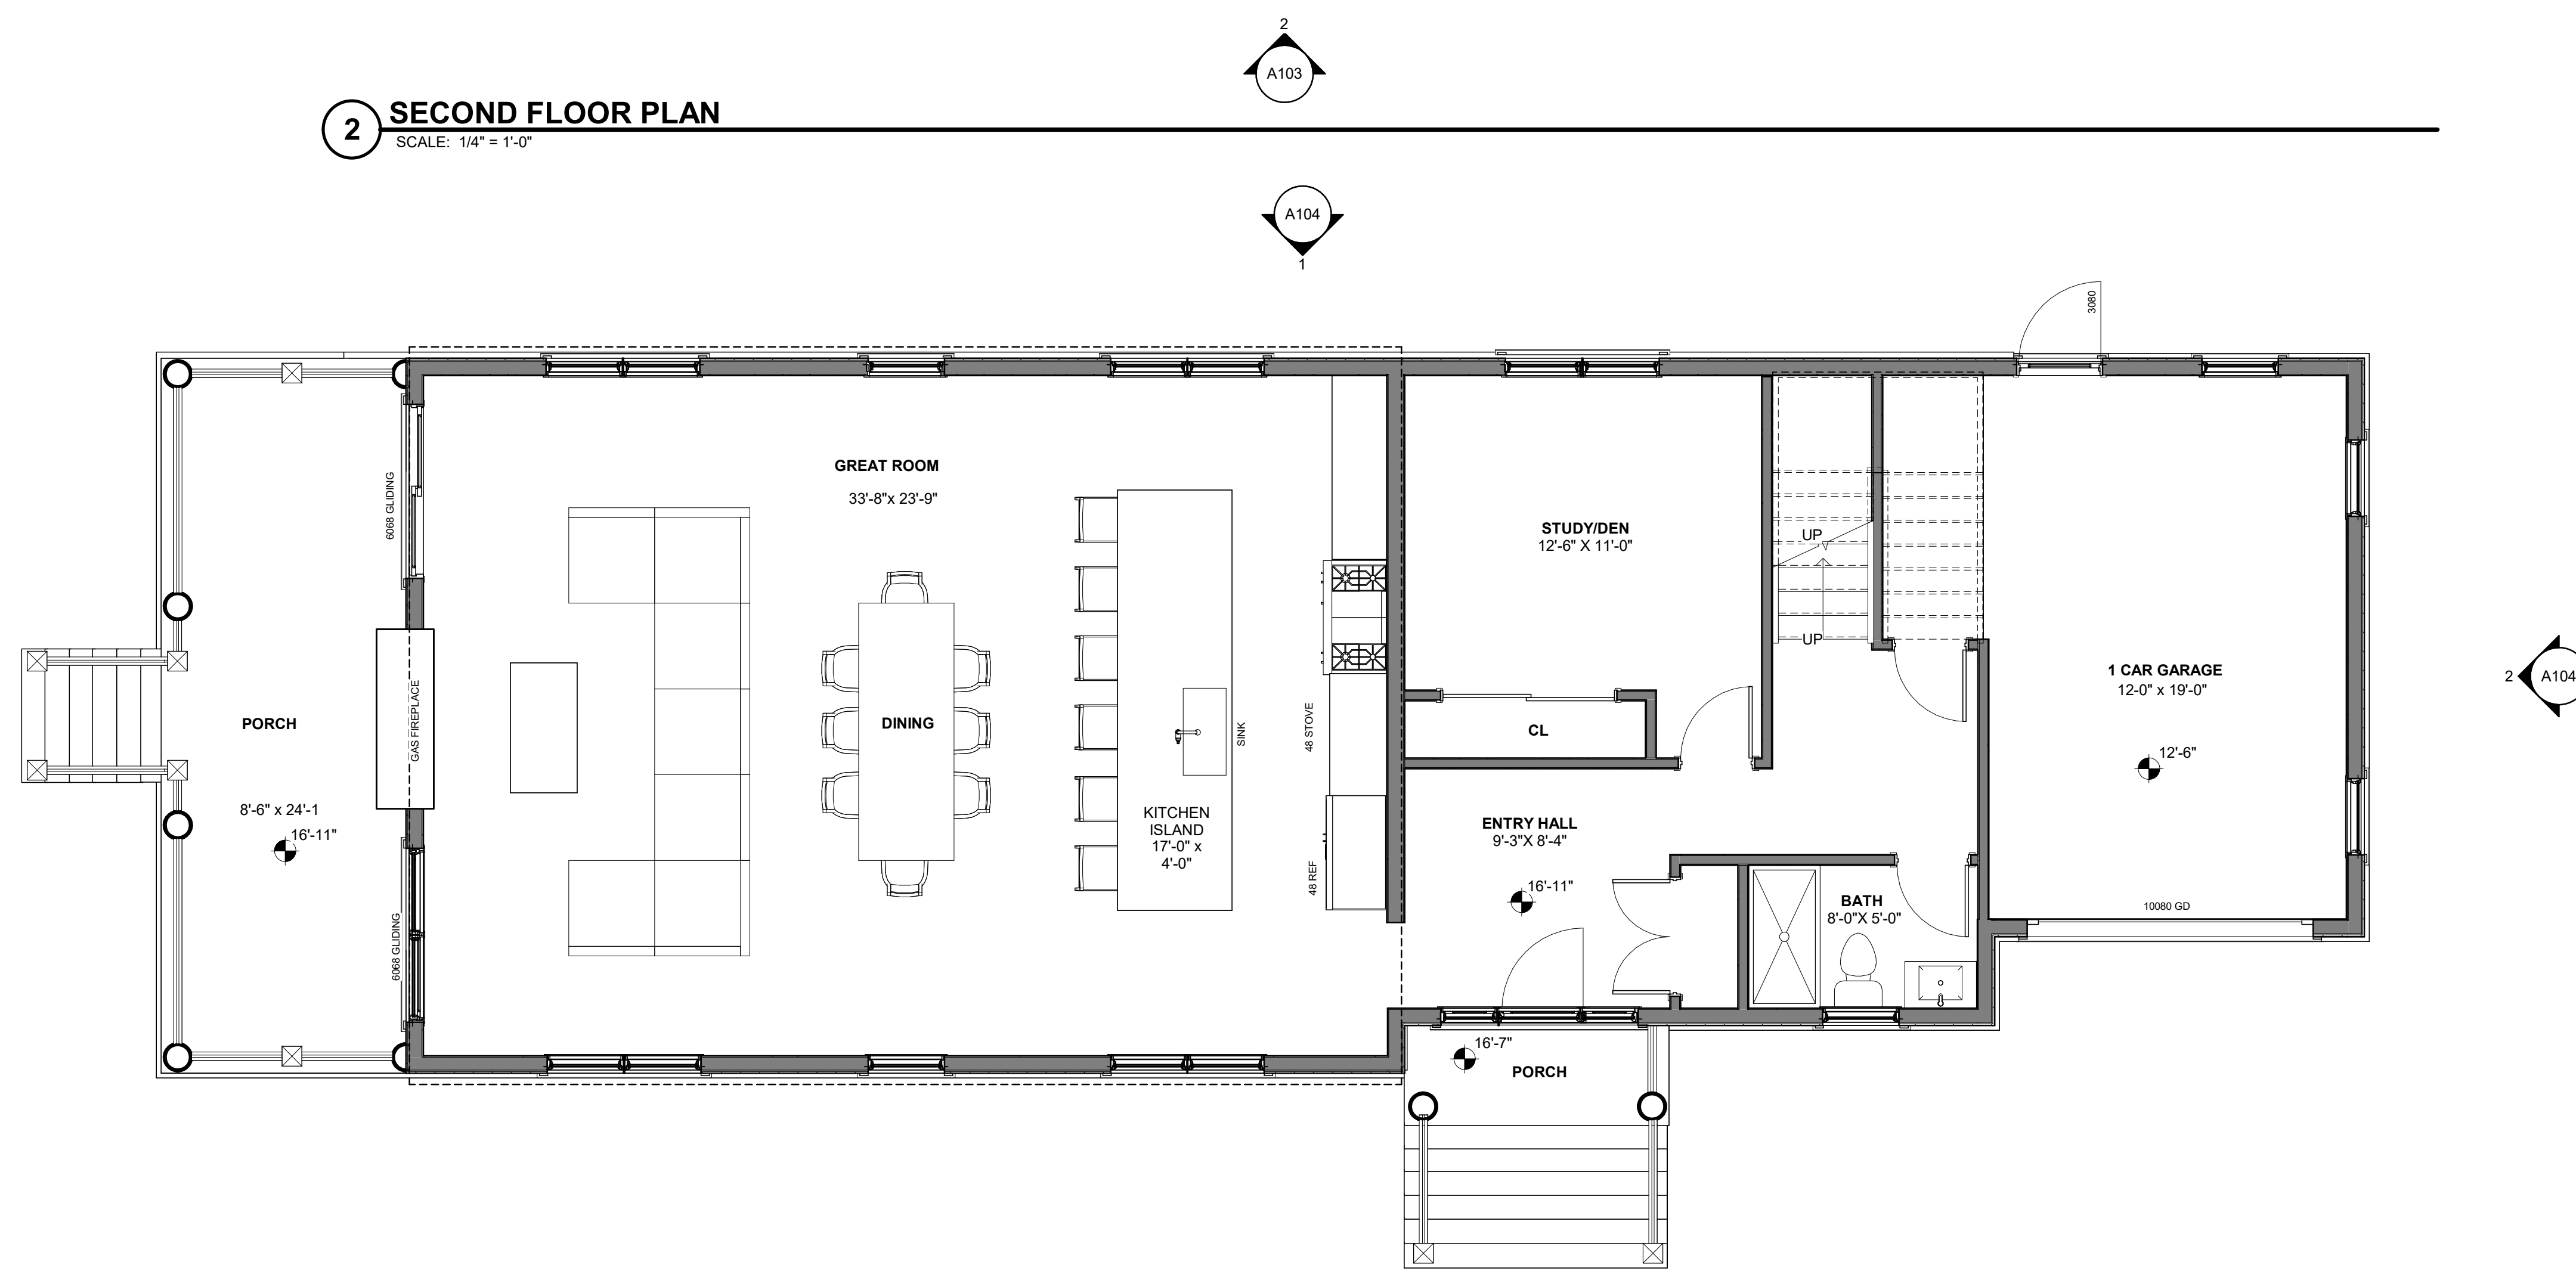 2
A103
2
SECOND FLOOR PLAN
SCALE: 1/4" = 1'-0"
A104
1
3080
GREAT ROOM
33'-8"x 23'-9"
6068 GLIDING
STUDY/DEN
12'-6" X 11'-0"
UP
UP
1 CAR GARAGE
12-0" x 19'-0"
2
A104
PORCH
GAS FIREPLACE
DINING
SINK
48 STOVE
CL
12'-6"
8'-6" x 24'-1
16'-11"
KITCHEN
ISLAND
17'-0" x
4'-0"
48 REF
ENTRY HALL
9'-3"X 8'-4"
16'-11"
BATH
8'-0"X 5'-0"
10080 GD
6068 GLIDING
16'-7"
PORCH